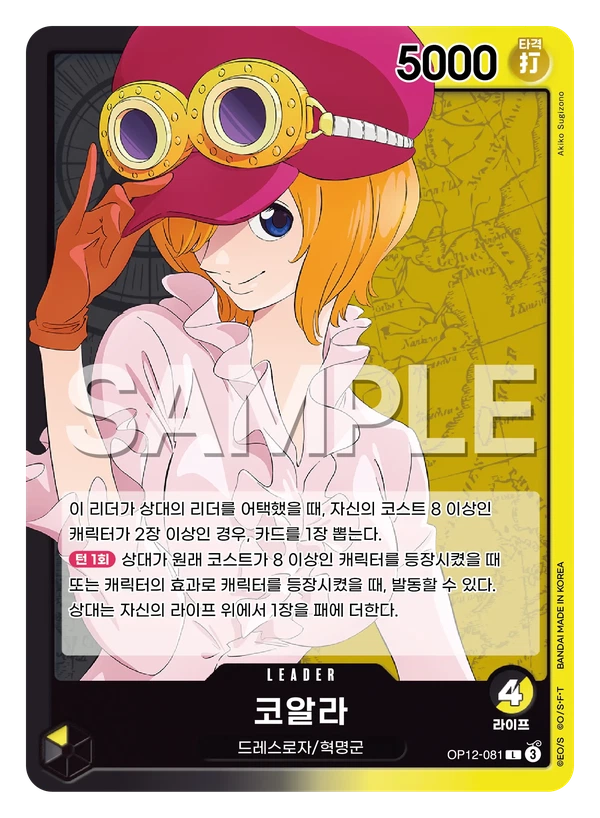 5000
타격
打
Akiko Sugizono
SAMPLE
이 리더가 상대의 리더를 어택했을 때, 자신의 코스트 8 이상인
캐릭터가 2장 이상인 경우, 카드를 1장 뽑는다.
턴 1회 상대가 원래 코스트가 8 이상인 캐릭터를 등장시켰을 때
또는 캐릭터의 효과로 캐릭터를 등장시켰을 때, 발동할 수 있다.
상대는 자신의 라이프 위에서 1장을 패에 더한다.
LEADER
코알라
드레스로자/혁명군
4
라이프
OP12-081 L 3
©E.O/S ©O/S·F·T BANDAI MADE IN KOREA